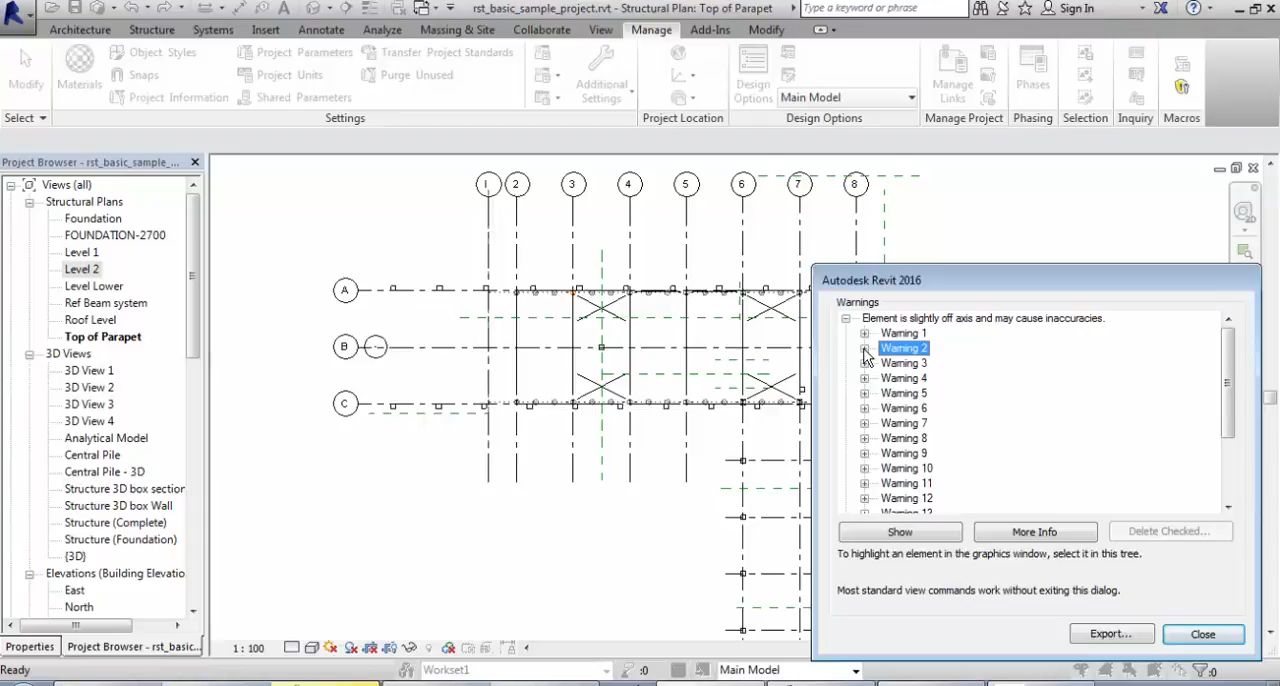 rst_basic_sample_project.rvt - Structural Plan: Top of Parapet
Type a keyword or phrase
Sign In
Architecture Structure Systems Insert Annotate Analyze Massing & Site Collaborate View Manage Add-Ins Modify
Object Styles Project Parameters Transfer Project Standards
Snaps Project Units Purge Unused
Project Information Shared Parameters
Modify
Materials
Additional Settings
Design Options
Main Model
Manage Links
Phases
Select Settings Project Location Design Options Manage Project Phasing Selection Inquiry Macros
Project Browser - rst_basic_sample_...
Views (all)
Structural Plans
Foundation
FOUNDATION-2700
Level 1
Level 2
Level Lower
Ref Beam system
Roof Level
Top of Parapet
3D Views
3D View 1
3D View 2
3D View 3
3D View 4
Analytical Model
Central Pile
Central Pile - 3D
Structure 3D box section
Structure 3D box Wall
Structure (Complete)
Structure (Foundation)
{3D}
Elevations (Building Elevatio
East
North
Properties Project Browser - rst_basic...
1 2 3 4 5 6 7 8
A
B
C
Autodesk Revit 2016
Warnings
Element is slightly off axis and may cause inaccuracies.
Warning 1
Warning 2
Warning 3
Warning 4
Warning 5
Warning 6
Warning 7
Warning 8
Warning 9
Warning 10
Warning 11
Warning 12
Warning 13
Show More Info Delete Checked...
To highlight an element in the graphics window, select it in this tree.
Most standard view commands work without exiting this dialog.
Export... Close
1 : 100
Ready
Workset1
:0
Main Model
:0